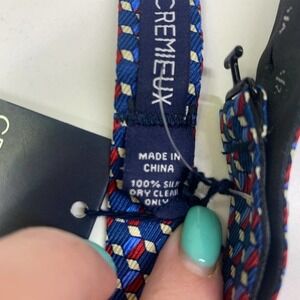 CREMIEUX
MADE IN
CHINA
100% SILK
DRY CLEAN
ONLY